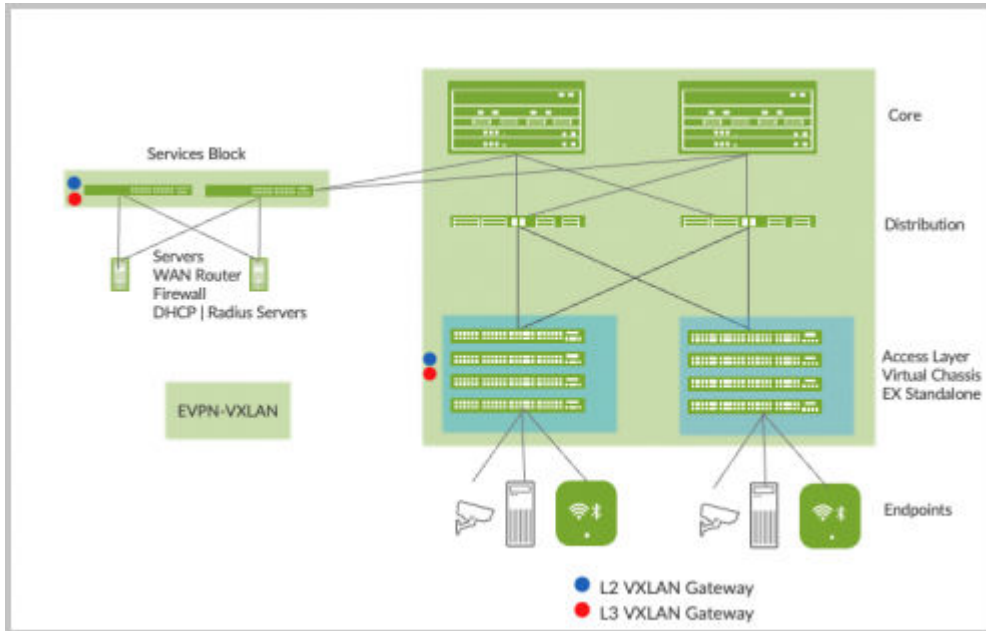 Core
Services Block
Distribution
Servers
WAN Router
Firewall
DHCP | Radius Servers
Access Layer
Virtual Chassis
EX Standalone
EVPN-VXLAN
Endpoints
L2 VXLAN Gateway
L3 VXLAN Gateway